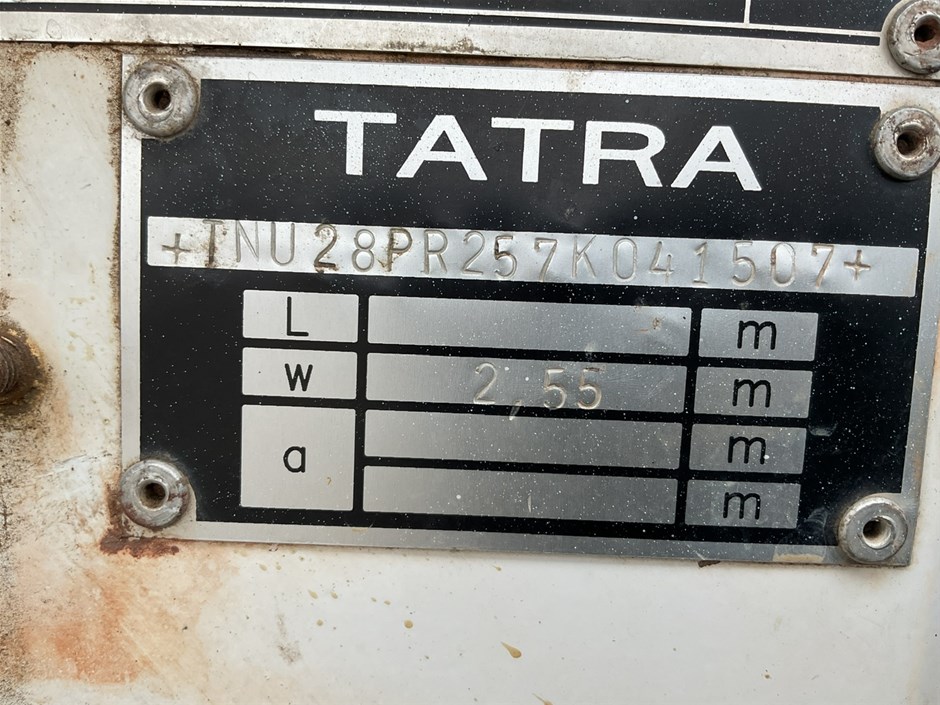 TATRA
+TNU28PR257K041507+
L m
w 2,55 m
a m
m